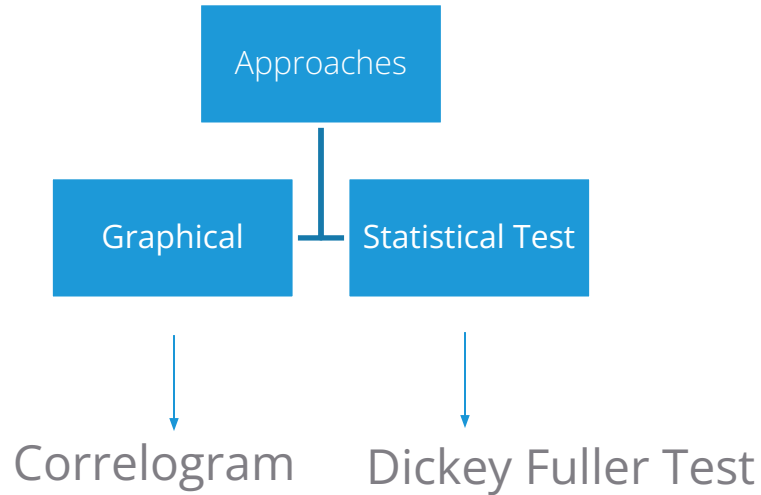 Approaches
Graphical
Statistical Test
Correlogram
Dickey Fuller Test